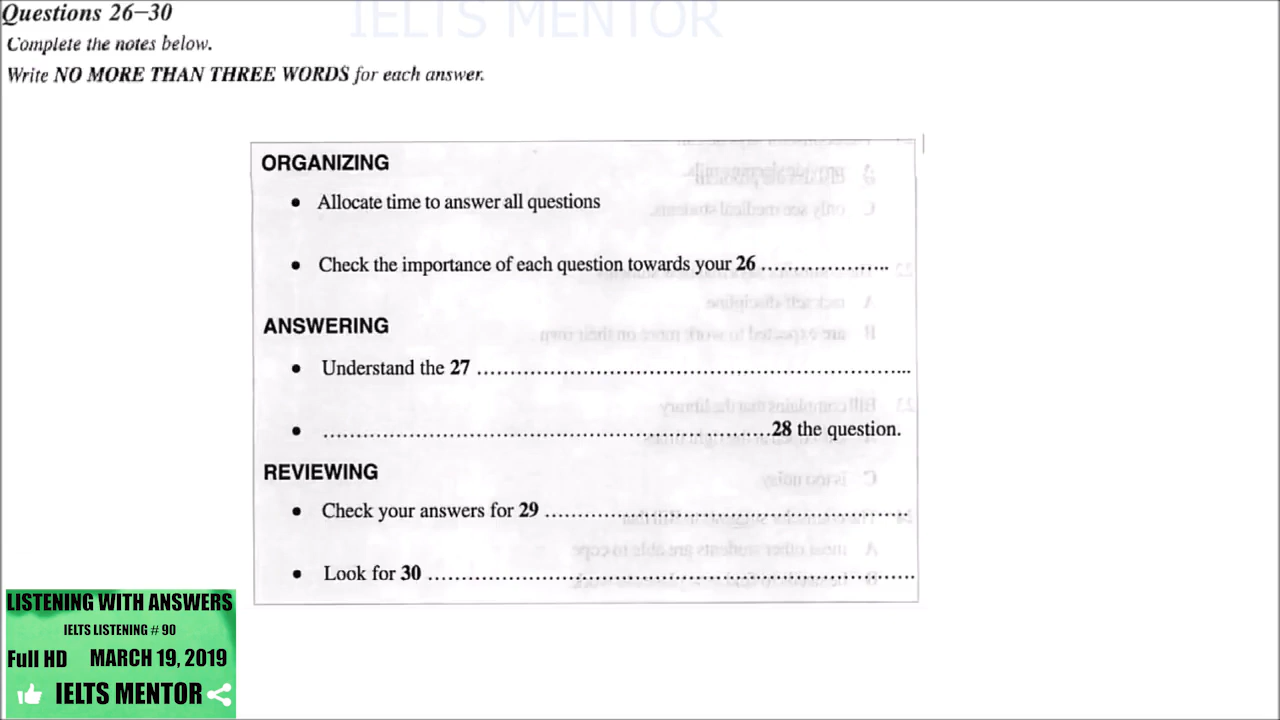 IELTS MENTOR
Questions 26–30
Complete the notes below.
Write NO MORE THAN THREE WORDS for each answer.
ORGANIZING
• Allocate time to answer all questions
• Check the importance of each question towards your 26 ....................
ANSWERING
• Understand the 27 ..................................................................
• ....................................................................28 the question.
REVIEWING
• Check your answers for 29 .......................................................
• Look for 30 ..........................................................................
LISTENING WITH ANSWERS
IELTS LISTENING # 90
Full HD MARCH 19, 2019
IELTS MENTOR